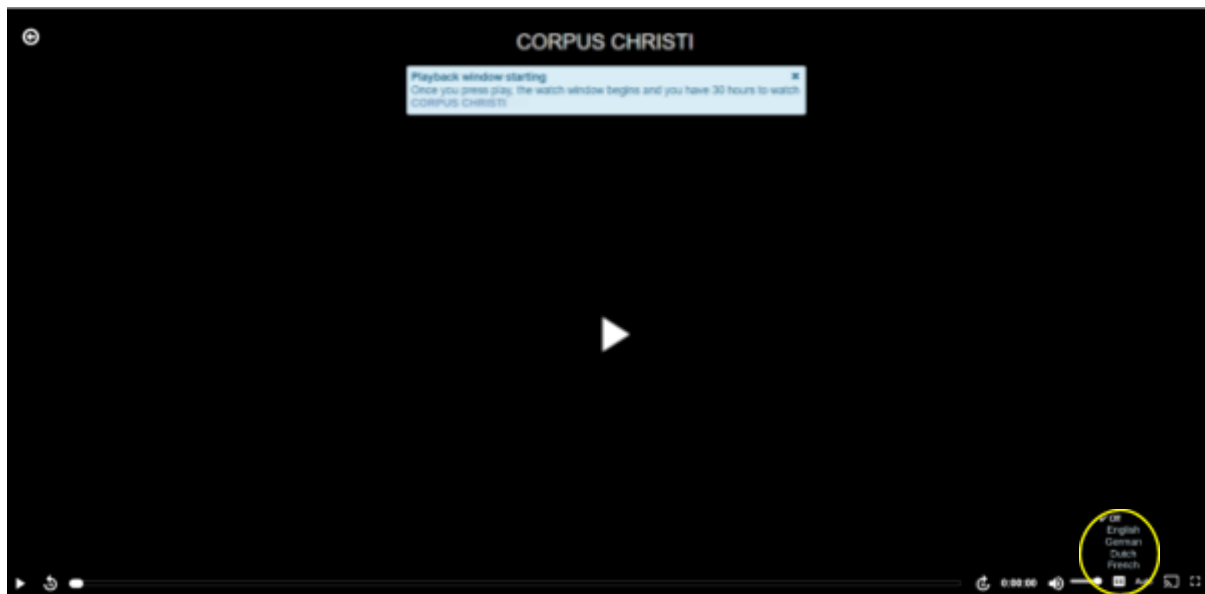 CORPUS CHRISTI
Playback window starting
Once you press play, the watch window begins and you have 30 hours to watch
CORPUS CHRISTI
Off
English
German
Dutch
French
0:00:00
Auto